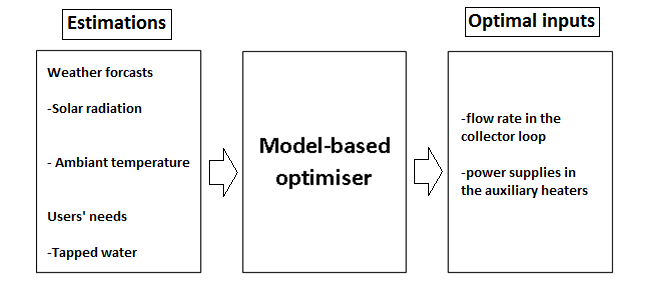 Estimations
Weather forcasts
-Solar radiation
- Ambiant temperature
Users' needs
-Tapped water
Model-based
optimiser
Optimal inputs
-flow rate in the
collector loop
-power supplies in
the auxiliary heaters